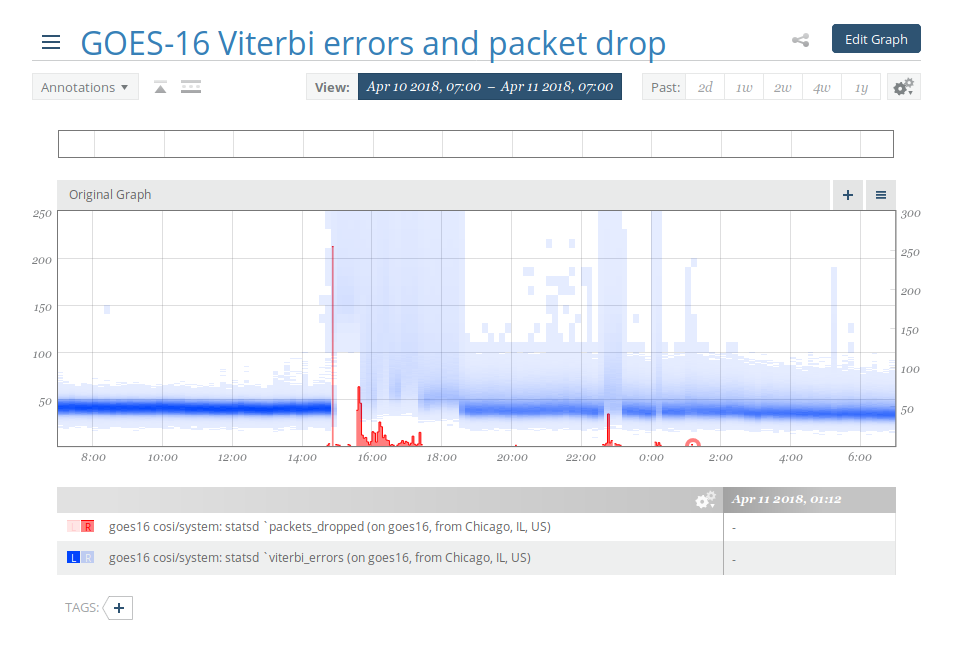 GOES-16 Viterbi errors and packet drop
Edit Graph
Annotations
View: Apr 10 2018, 07:00 – Apr 11 2018, 07:00
Past: 2d 1w 2w 4w 1y
Original Graph
250 300
200 250
150 200
100 150
50 100
50
8:00 10:00 12:00 14:00 16:00 18:00 20:00 22:00 0:00 2:00 4:00 6:00
Apr 11 2018, 01:12
L R goes16 cosi/system: statsd `packets_dropped (on goes16, from Chicago, IL, US) -
L R goes16 cosi/system: statsd `viterbi_errors (on goes16, from Chicago, IL, US) -
TAGS: +